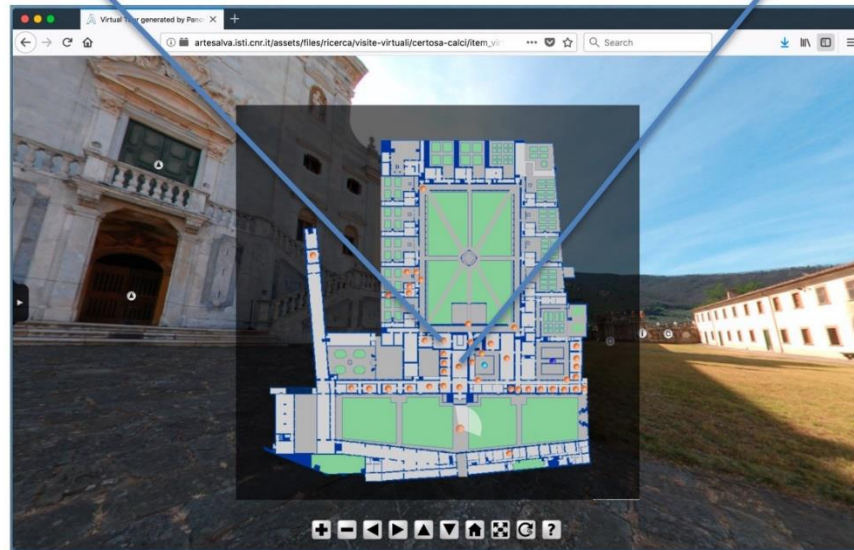 Virtual Tour generated by Pano
artesalva.isti.cnr.it/assets/files/ricerca/visite-virtuali/certosa-calci/item_vi
Search